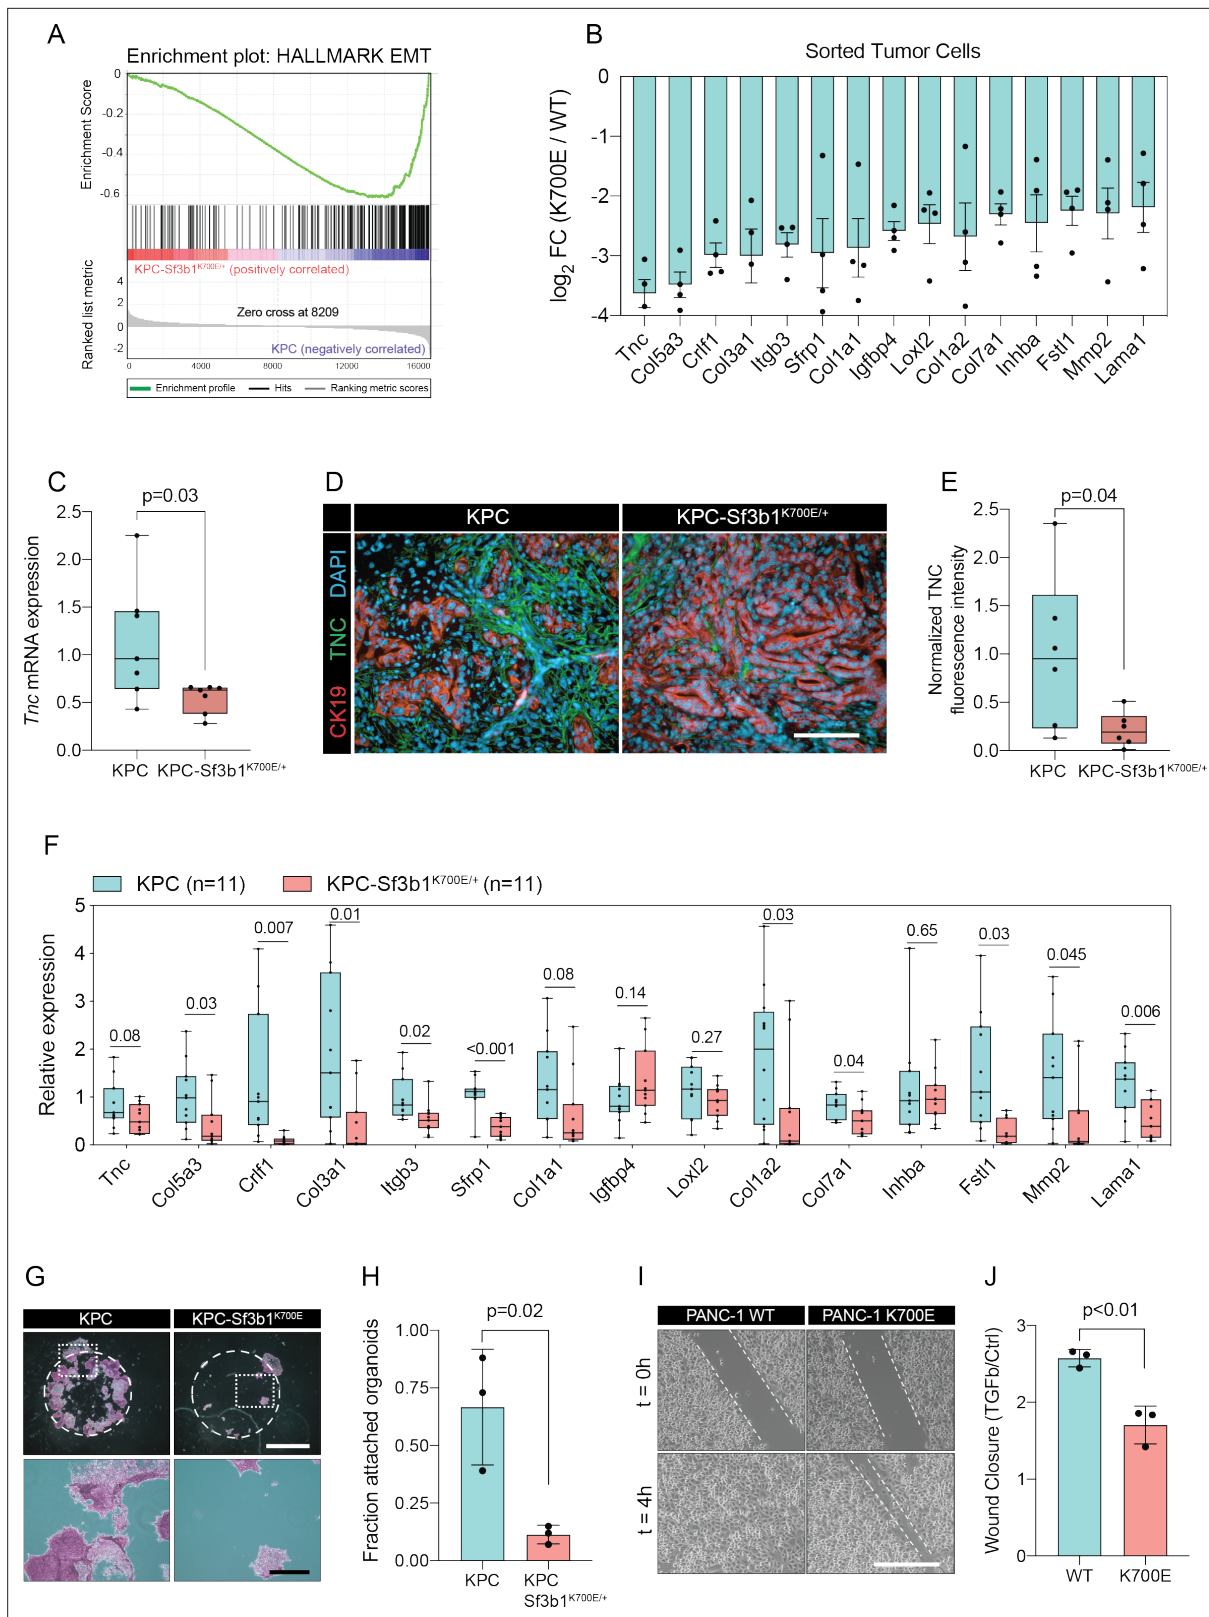 A
Enrichment plot: HALLMARK EMT
Enrichment Score
0
-0.2
-0.4
-0.6
KPC-Sf3b1K700E/+ (positively correlated)
Ranked list metric
4
2
0
-2
Zero cross at 8209
KPC (negatively correlated)
0 4000 8000 12000 16000
Enrichment profile Hits Ranking metric scores
B
Sorted Tumor Cells
log2 FC (K700E / WT)
0
-1
-2
-3
-4
Tnc Col5a3 Crlf1 Col3a1 Itgb3 Sfrp1 Col1a1 Igfbp4 Loxl2 Col1a2 Col7a1 Inhba Fstl1 Mmp2 Lama1
C
p=0.03
Tnc mRNA expression
2.5
2.0
1.5
1.0
0.5
0.0
KPC KPC-Sf3b1K700E/+
D
KPC KPC-Sf3b1K700E/+
CK19 TNC DAPI
E
p=0.04
Normalized TNC
fluorescence intensity
2.5
2.0
1.5
1.0
0.5
0.0
KPC KPC-Sf3b1K700E/+
F
KPC (n=11) KPC-Sf3b1K700E/+ (n=11)
Relative expression
5
4
3
2
1
0
0.08 0.03 0.007 0.01 0.02 <0.001 0.08 0.14 0.27 0.03 0.04 0.65 0.03 0.045 0.006
Tnc Col5a3 Crlf1 Col3a1 Itgb3 Sfrp1 Col1a1 Igfbp4 Loxl2 Col1a2 Col7a1 Inhba Fstl1 Mmp2 Lama1
G
KPC KPC-Sf3b1K700E
H
p=0.02
Fraction attached organoids
1.00
0.75
0.50
0.25
0.00
KPC KPC
Sf3b1K700E/+
I
PANC-1 WT PANC-1 K700E
t = 0h
t = 4h
J
p<0.01
Wound Closure (TGFb/Ctrl)
3
2
1
0
WT K700E